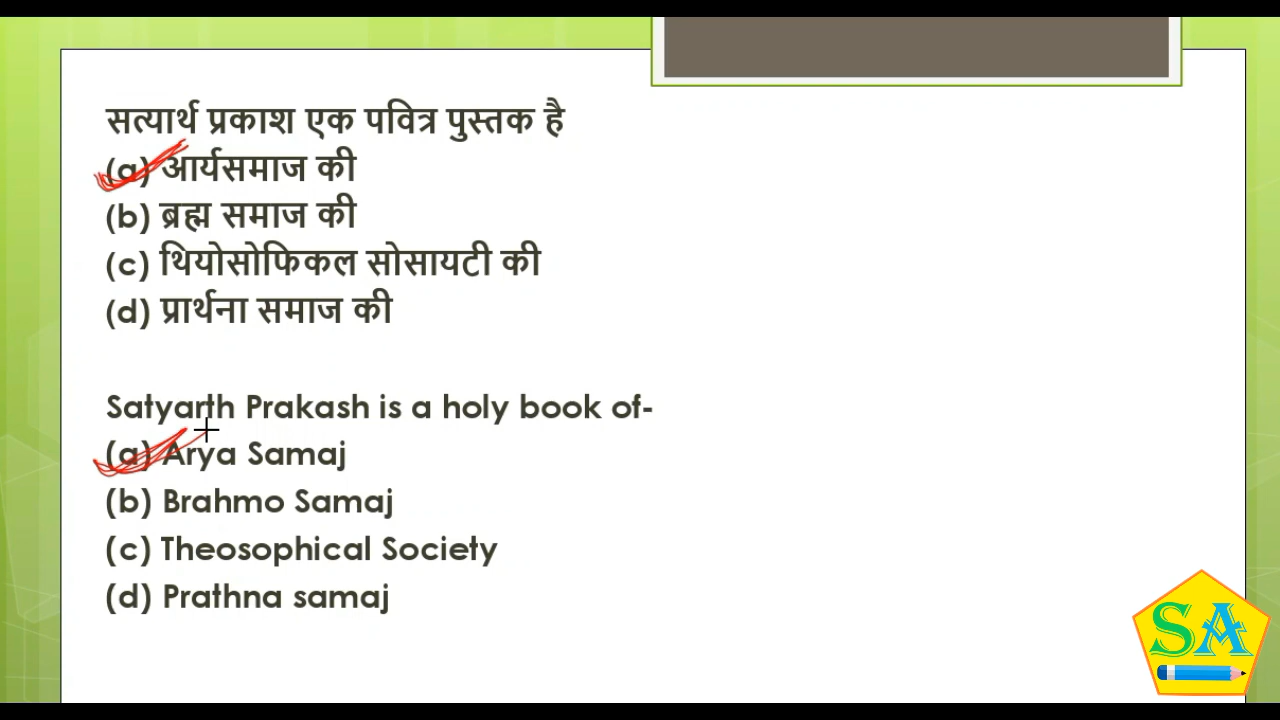 सत्यार्थ प्रकाश एक पवित्र पुस्तक है
(a) आर्यसमाज की
(b) ब्रह्म समाज की
(c) थियोसोफिकल सोसायटी की
(d) प्रार्थना समाज की
Satyarth Prakash is a holy book of-
(a) Arya Samaj
(b) Brahmo Samaj
(c) Theosophical Society
(d) Prathna samaj
SA